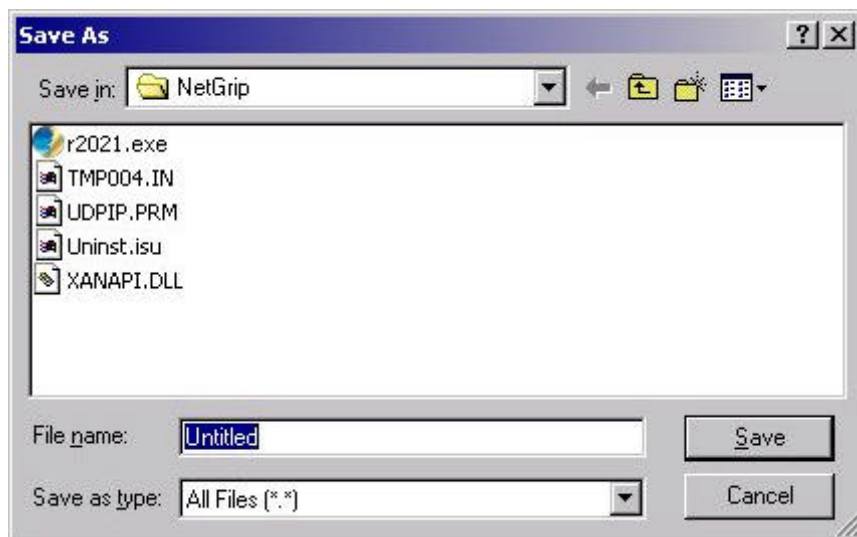 Save As
Save in: NetGrip
r2021.exe
TMP004.IN
UDPIP.PRM
Uninst.isu
XANAPI.DLL
File name: Untitled Save
Save as type: All Files (*.*) Cancel